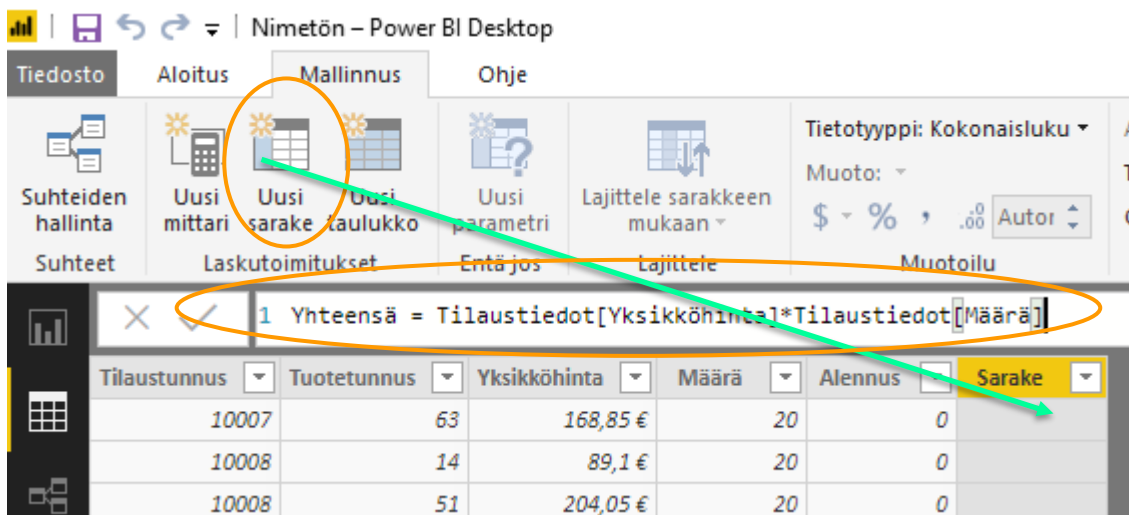 Nimetön – Power BI Desktop
Tiedosto Aloitus Mallinnus Ohje
Suhteiden hallinta
Uusi mittari
Uusi sarake
Uusi taulukko
Uusi parametri
Lajittele sarakkeen mukaan
Tietotyyppi: Kokonaisluku
Muoto:
$ % , .00 Autor
Suhteet Laskutoimitukset Entä jos Lajittele Muotoilu
1 Yhteensä = Tilaustiedot[Yksikköhinta]*Tilaustiedot[Määrä]
Tilaustunnus Tuotetunnus Yksikköhinta Määrä Alennus Sarake
10007 63 168,85 € 20 0
10008 14 89,1 € 20 0
10008 51 204,05 € 20 0